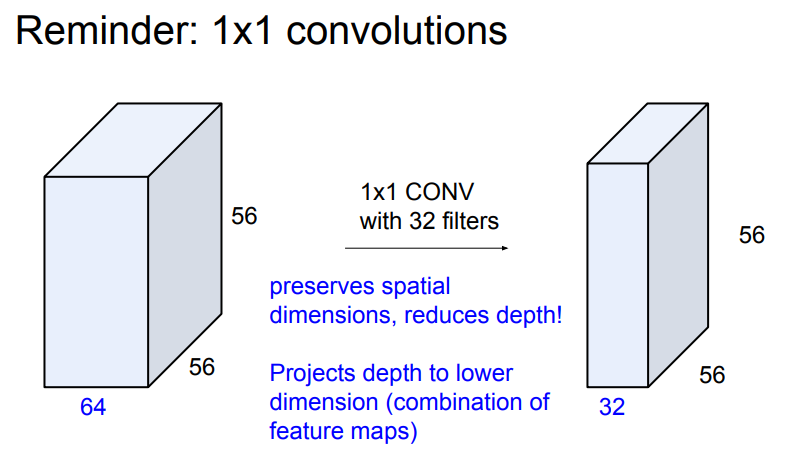 Reminder: 1x1 convolutions
56
56
64
1x1 CONV
with 32 filters
preserves spatial
dimensions, reduces depth!
Projects depth to lower
dimension (combination of
feature maps)
56
56
32